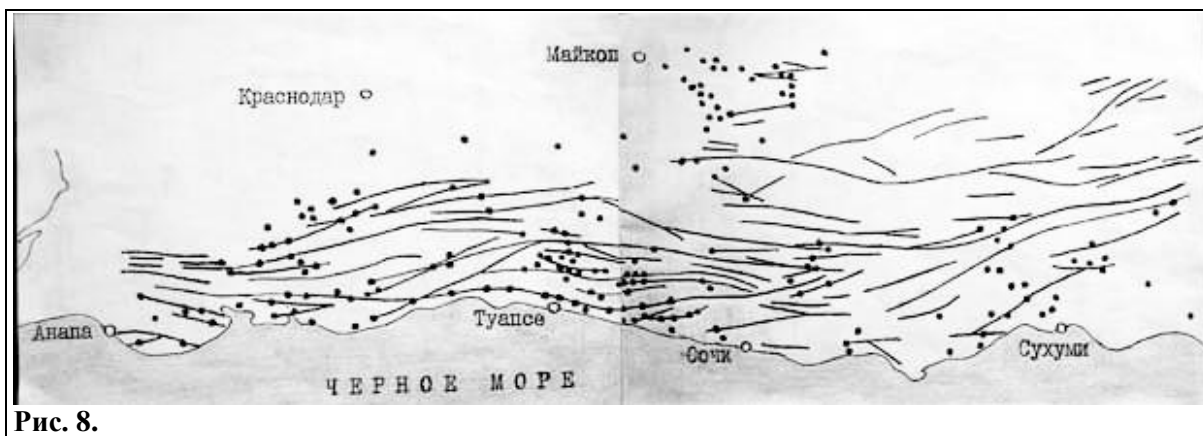 Майкоп
Краснодар
Анапа
Туапсе
Сочи
Сухуми
ЧЕРНОЕ МОРЕ
Рис. 8.